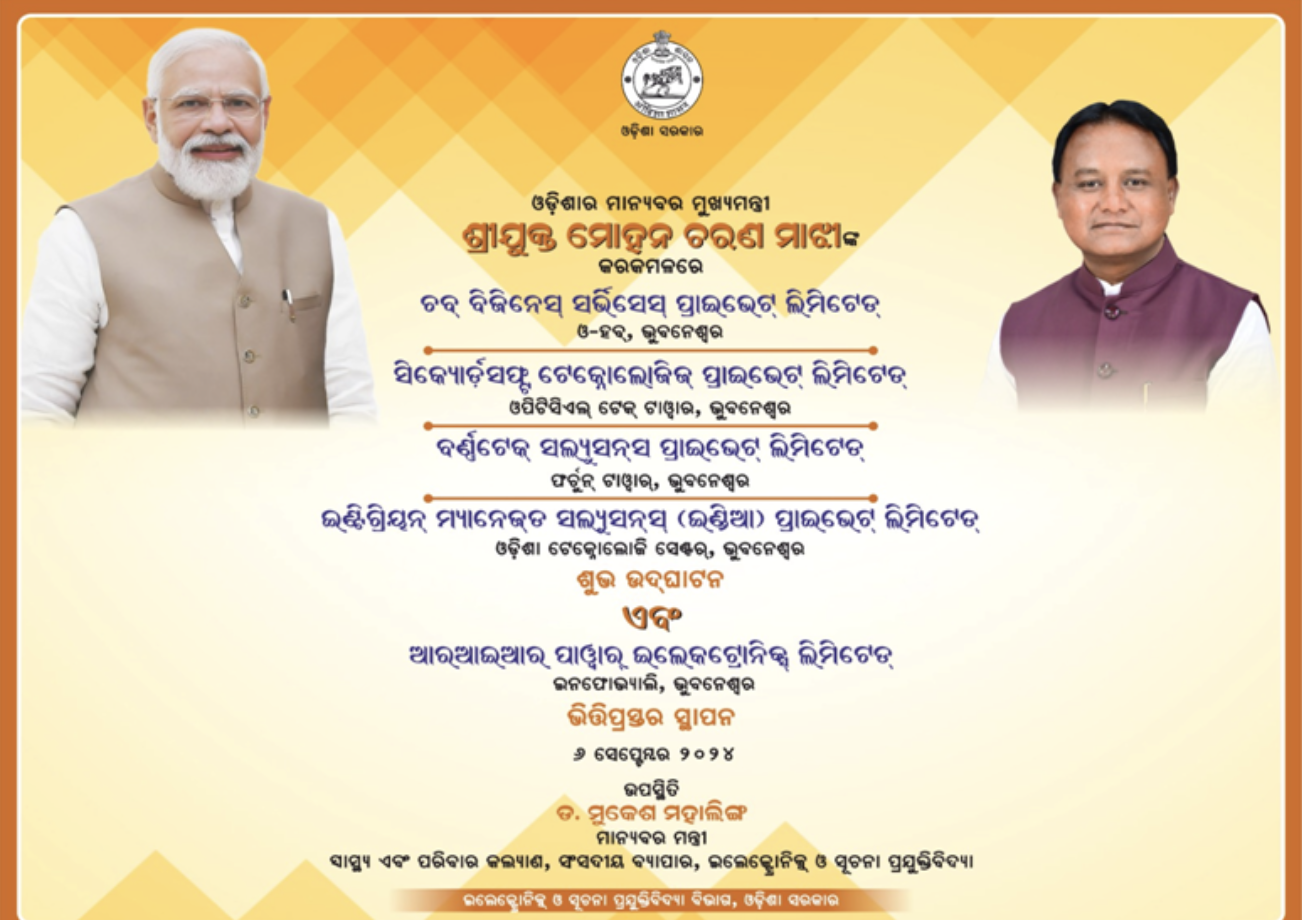 ଓଡ଼ିଶା ସରକାର
ଓଡ଼ିଶାର ମାନ୍ୟବର ମୁଖ୍ୟମନ୍ତ୍ରୀ
ଶ୍ରୀଯୁକ୍ତ ମୋହନ ଚରଣ ମାଝୀଙ୍କ
କରକମଳରେ
ଚବ୍ ବିଜିନେସ୍ ସର୍ଭିସେସ୍ ପ୍ରାଇଭେଟ୍ ଲିମିଟେଡ୍
ଓ-ହବ୍, ଭୁବନେଶ୍ୱର
ସିକ୍ୟୋର୍ଡ଼ସଫ୍ଟ ଟେକ୍ନୋଲୋଜିଜ୍ ପ୍ରାଇଭେଟ୍ ଲିମିଟେଡ୍
ଓପିଟିସିଏଲ୍ ଟେକ୍ ଟାୱାର, ଭୁବନେଶ୍ୱର
ବର୍ଣ୍ଣଟେକ୍ ସଲ୍ୟୁସନ୍ସ ପ୍ରାଇଭେଟ୍ ଲିମିଟେଡ୍
ଫର୍ଚୁନ୍ ଟାୱାର୍, ଭୁବନେଶ୍ୱର
ଇଣ୍ଟିଗ୍ରିୟନ୍ ମ୍ୟାନେଜ୍‌ଡ ସଲ୍ୟୁସନ୍ସ୍ (ଇଣ୍ଡିଆ) ପ୍ରାଇଭେଟ୍ ଲିମିଟେଡ୍
ଓଡ଼ିଶା ଟେକ୍ନୋଲୋଜି ସେଣ୍ଟର୍, ଭୁବନେଶ୍ୱର
ଶୁଭ ଉଦ୍‌ଘାଟନ
ଏବଂ
ଆର୍‌ଆଇଆର୍ ପାୱାର୍ ଇଲେକଟ୍ରୋନିକ୍ସ୍ ଲିମିଟେଡ୍
ଇନଫୋଭ୍ୟାଲି, ଭୁବନେଶ୍ୱର
ଭିତ୍ତିପ୍ରସ୍ତର ସ୍ଥାପନ
୬ ସେପ୍ଟେମ୍ବର ୨୦୨୪
ଉପସ୍ଥିତି
ଡ. ମୁକେଶ ମହାଲିଙ୍ଗ
ମାନ୍ୟବର ମନ୍ତ୍ରୀ
ସ୍ୱାସ୍ଥ୍ୟ ଏବଂ ପରିବାର କଲ୍ୟାଣ, ସଂସଦୀୟ ବ୍ୟାପାର, ଇଲେକ୍ଟ୍ରୋନିକ୍ସ ଓ ସୂଚନା ପ୍ରଯୁକ୍ତିବିଦ୍ୟା
ଇଲେକ୍ଟ୍ରୋନିକ୍ସ ଓ ସୂଚନା ପ୍ରଯୁକ୍ତିବିଦ୍ୟା ବିଭାଗ, ଓଡ଼ିଶା ସରକାର